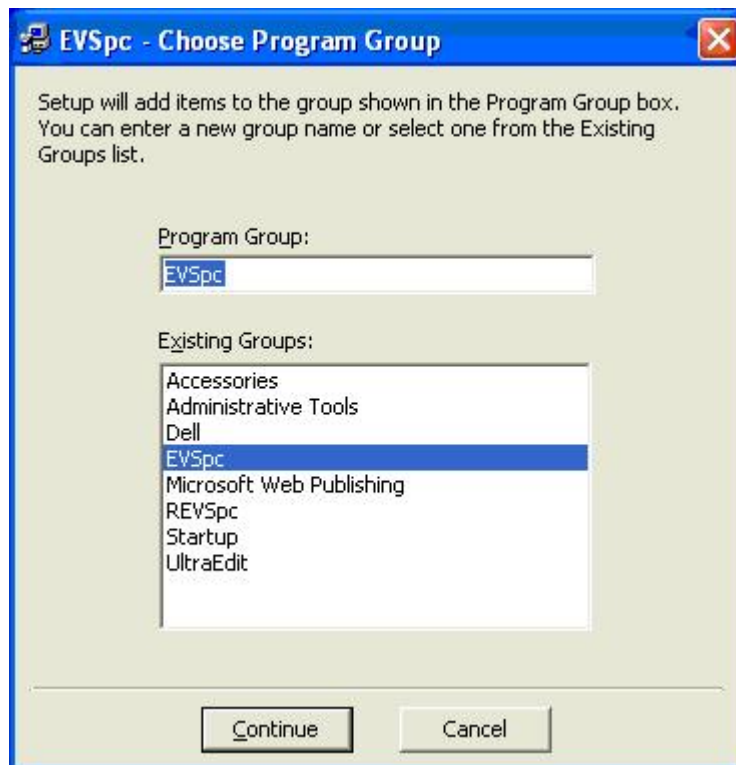 EVSpc - Choose Program Group
Setup will add items to the group shown in the Program Group box.
You can enter a new group name or select one from the Existing
Groups list.
Program Group:
EVSpc
Existing Groups:
Accessories
Administrative Tools
Dell
EVSpc
Microsoft Web Publishing
REVSpc
Startup
UltraEdit
Continue
Cancel